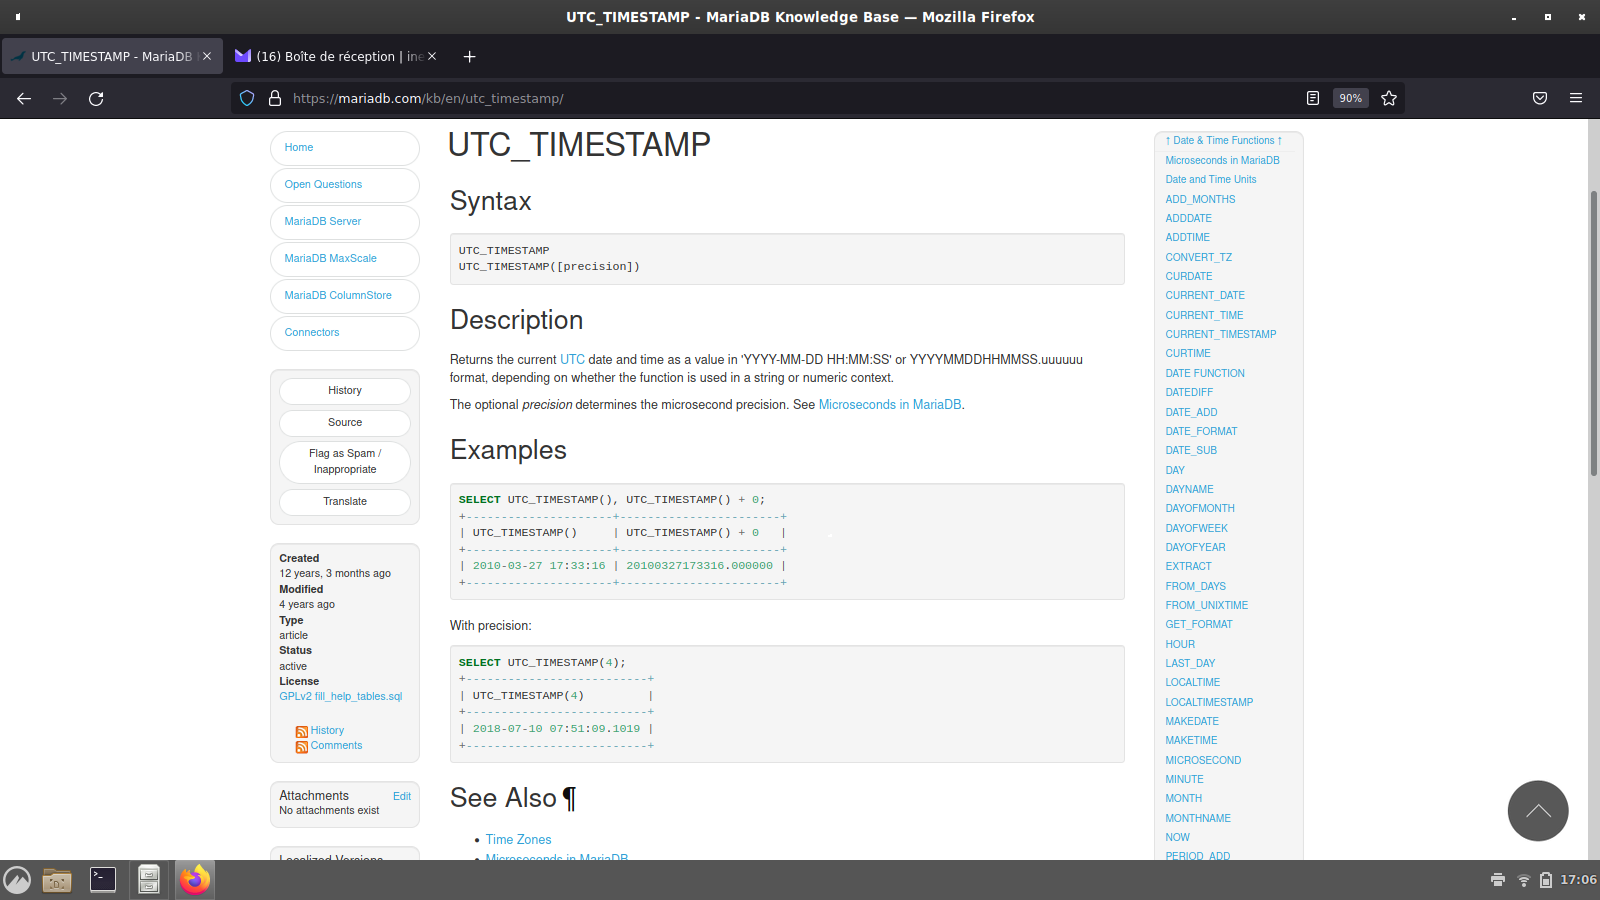 UTC_TIMESTAMP - MariaDB Knowledge Base — Mozilla Firefox
UTC_TIMESTAMP - MariaDB
(16) Boîte de réception | ine
https://mariadb.com/kb/en/utc_timestamp/
90%
Home
Open Questions
MariaDB Server
MariaDB MaxScale
MariaDB ColumnStore
Connectors
History
Source
Flag as Spam /
Inappropriate
Translate
Created
12 years, 3 months ago
Modified
4 years ago
Type
article
Status
active
License
GPLv2 fill_help_tables.sql
History
Comments
Attachments Edit
No attachments exist
Localized Versions
UTC_TIMESTAMP
Syntax
UTC_TIMESTAMP
UTC_TIMESTAMP([precision])
Description
Returns the current UTC date and time as a value in 'YYYY-MM-DD HH:MM:SS' or YYYYMMDDHHMMSS.uuuuuu
format, depending on whether the function is used in a string or numeric context.
The optional precision determines the microsecond precision. See Microseconds in MariaDB.
Examples
SELECT UTC_TIMESTAMP(), UTC_TIMESTAMP() + 0;
+---------------------+-----------------------+
| UTC_TIMESTAMP()     | UTC_TIMESTAMP() + 0   |
+---------------------+-----------------------+
| 2010-03-27 17:33:16 | 20100327173316.000000 |
+---------------------+-----------------------+
With precision:
SELECT UTC_TIMESTAMP(4);
+--------------------------+
| UTC_TIMESTAMP(4)         |
+--------------------------+
| 2018-07-10 07:51:09.1019 |
+--------------------------+
See Also ¶
• Time Zones
• Microseconds in MariaDB
↑ Date & Time Functions ↑
Microseconds in MariaDB
Date and Time Units
ADD_MONTHS
ADDDATE
ADDTIME
CONVERT_TZ
CURDATE
CURRENT_DATE
CURRENT_TIME
CURRENT_TIMESTAMP
CURTIME
DATE FUNCTION
DATEDIFF
DATE_ADD
DATE_FORMAT
DATE_SUB
DAY
DAYNAME
DAYOFMONTH
DAYOFWEEK
DAYOFYEAR
EXTRACT
FROM_DAYS
FROM_UNIXTIME
GET_FORMAT
HOUR
LAST_DAY
LOCALTIME
LOCALTIMESTAMP
MAKEDATE
MAKETIME
MICROSECOND
MINUTE
MONTH
MONTHNAME
NOW
PERIOD_ADD
17:06